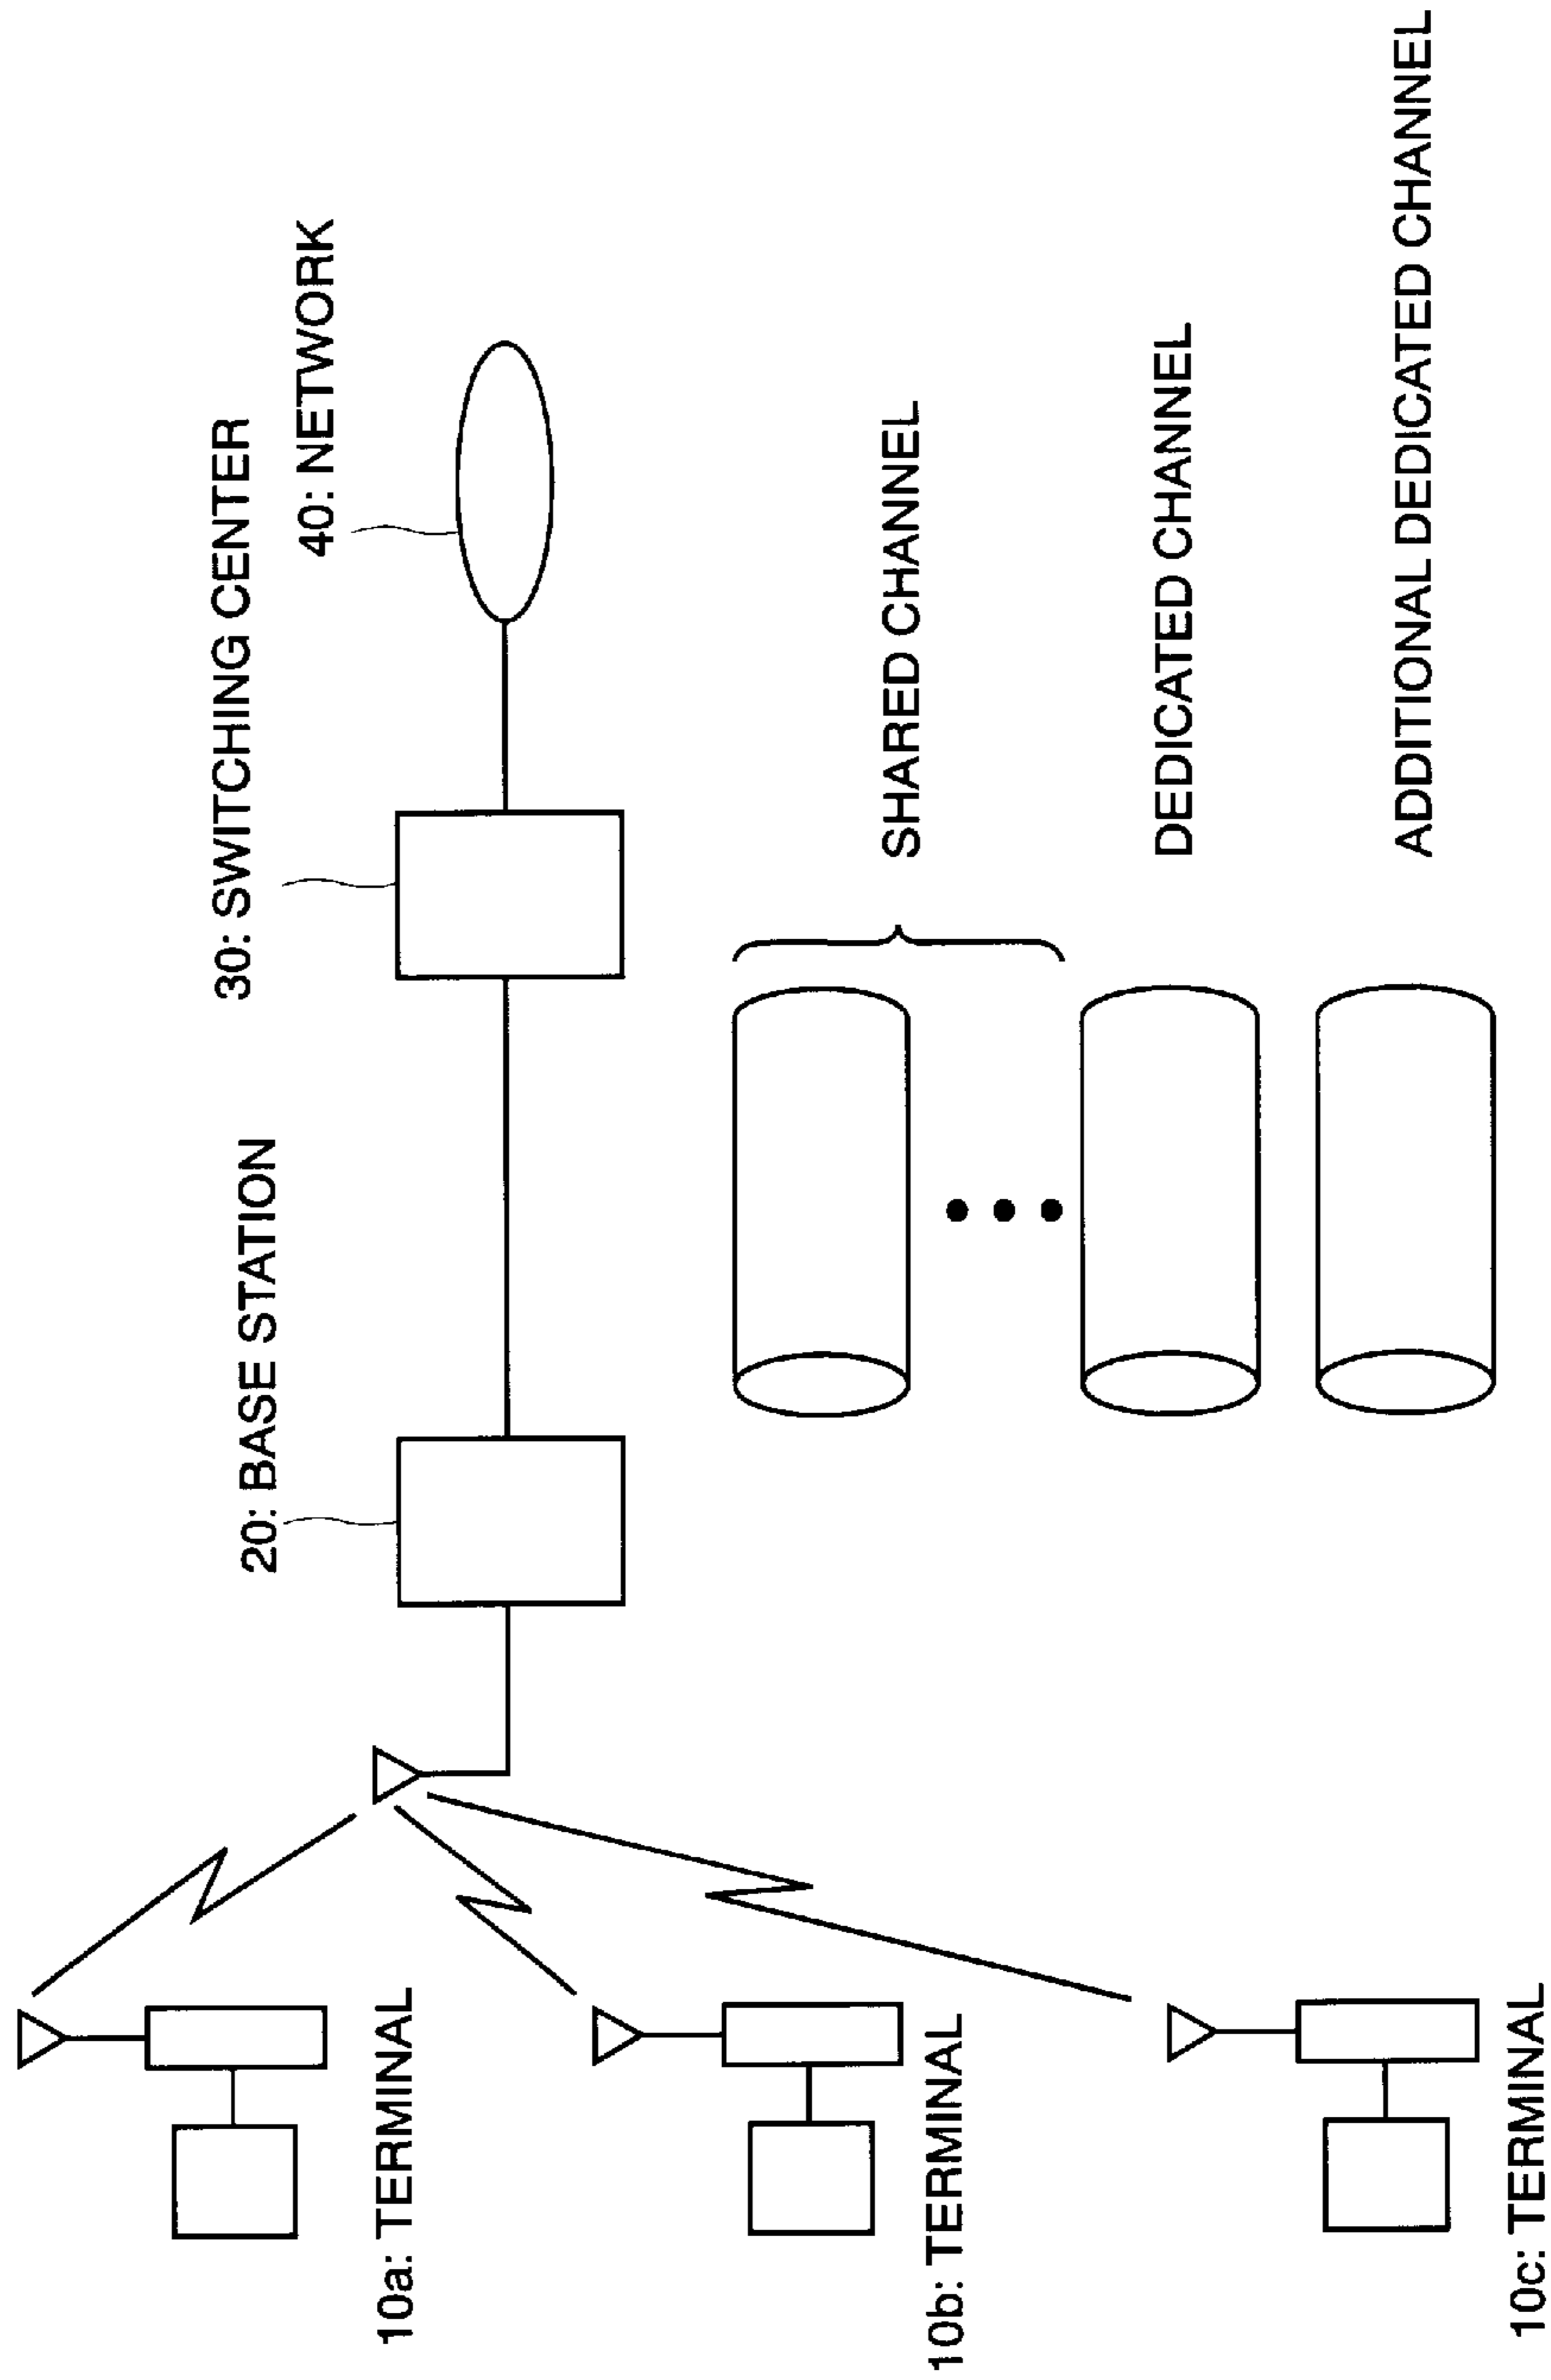 10a: TERMINAL
10b: TERMINAL
10c: TERMINAL
20: BASE STATION
30: SWITCHING CENTER
40: NETWORK
SHARED CHANNEL
DEDICATED CHANNEL
ADDITIONAL DEDICATED CHANNEL